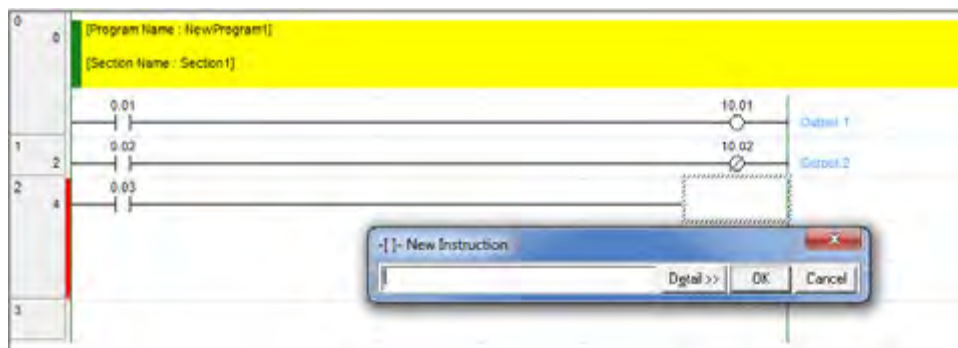 0
0
[Program Name : NewProgram1]
[Section Name : Section1]
0.01
10.01
Output 1
1
2
0.02
10.02
Output 2
2
4
0.03
-[ ]- New Instruction
Detail >>
OK
Cancel
3